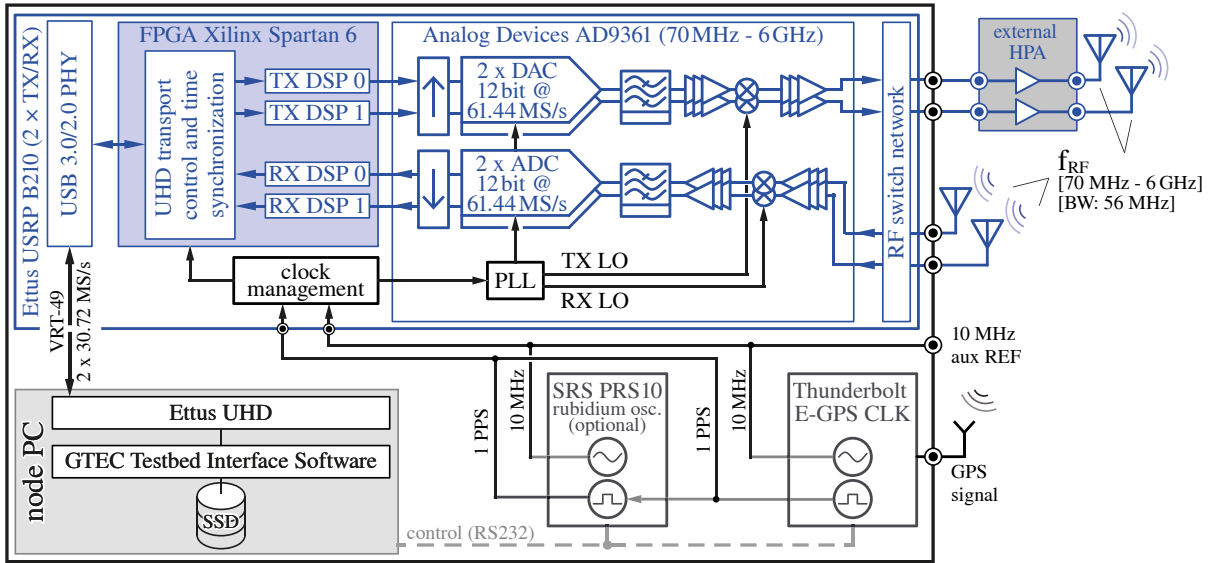 Ettus USRP B210 (2 × TX/RX)
USB 3.0/2.0 PHY
FPGA Xilinx Spartan 6
UHD transport
control and time
synchronization
TX DSP 0
TX DSP 1
RX DSP 0
RX DSP 1
Analog Devices AD9361 (70 MHz - 6 GHz)
2 x DAC
12 bit @
61.44 MS/s
2 x ADC
12 bit @
61.44 MS/s
RF switch network
external
HPA
fRF
[70 MHz - 6 GHz]
[BW: 56 MHz]
clock
management
PLL
TX LO
RX LO
VRT-49
2 x 30.72 MS/s
10 MHz
aux REF
node PC
Ettus UHD
GTEC Testbed Interface Software
SSD
1 PPS
10 MHz
SRS PRS10
rubidium osc.
(optional)
1 PPS
10 MHz
Thunderbolt
E-GPS CLK
GPS
signal
control (RS232)